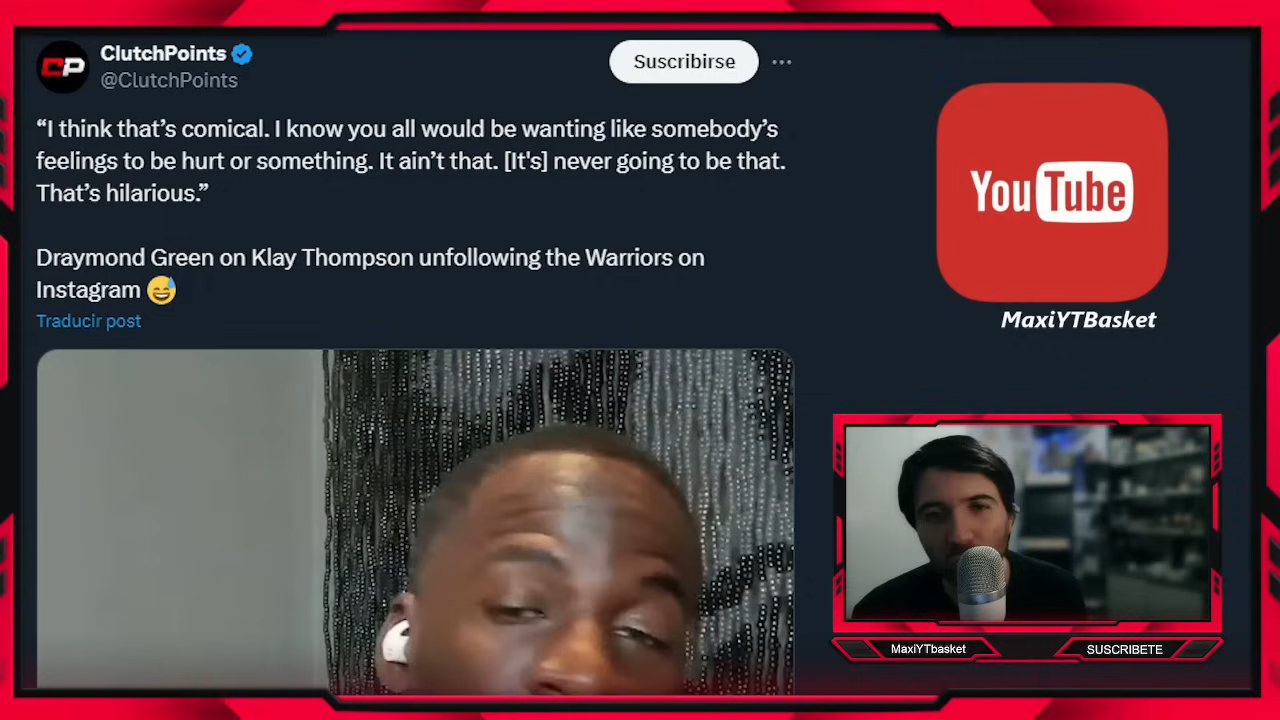 ClutchPoints
@ClutchPoints
CP
Suscribirse
“I think that’s comical. I know you all would be wanting like somebody’s
feelings to be hurt or something. It ain’t that. [It's] never going to be that.
That’s hilarious.”
Draymond Green on Klay Thompson unfollowing the Warriors on
Instagram 😅
Traducir post
YouTube
MaxiYTBasket
MaxiYTbasket
SUSCRIBETE